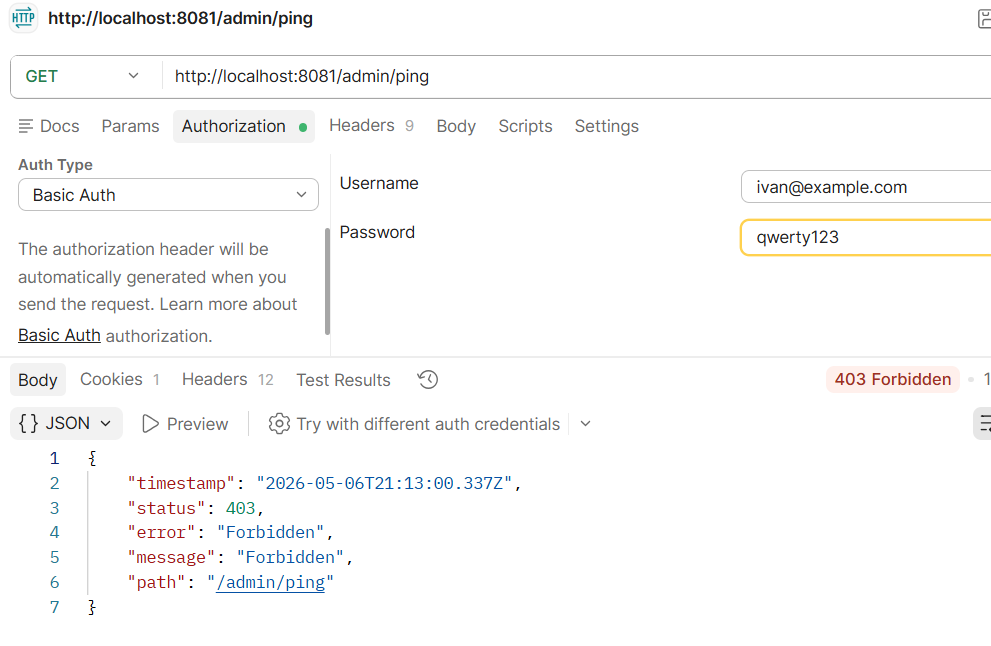 HTTP http://localhost:8081/admin/ping
GET http://localhost:8081/admin/ping
Docs Params Authorization Headers 9 Body Scripts Settings
Auth Type
Basic Auth
The authorization header will be
automatically generated when you
send the request. Learn more about
Basic Auth authorization.
Username ivan@example.com
Password qwerty123
Body Cookies 1 Headers 12 Test Results 403 Forbidden
{} JSON Preview Try with different auth credentials
1 {
2 "timestamp": "2026-05-06T21:13:00.337Z",
3 "status": 403,
4 "error": "Forbidden",
5 "message": "Forbidden",
6 "path": "/admin/ping"
7 }